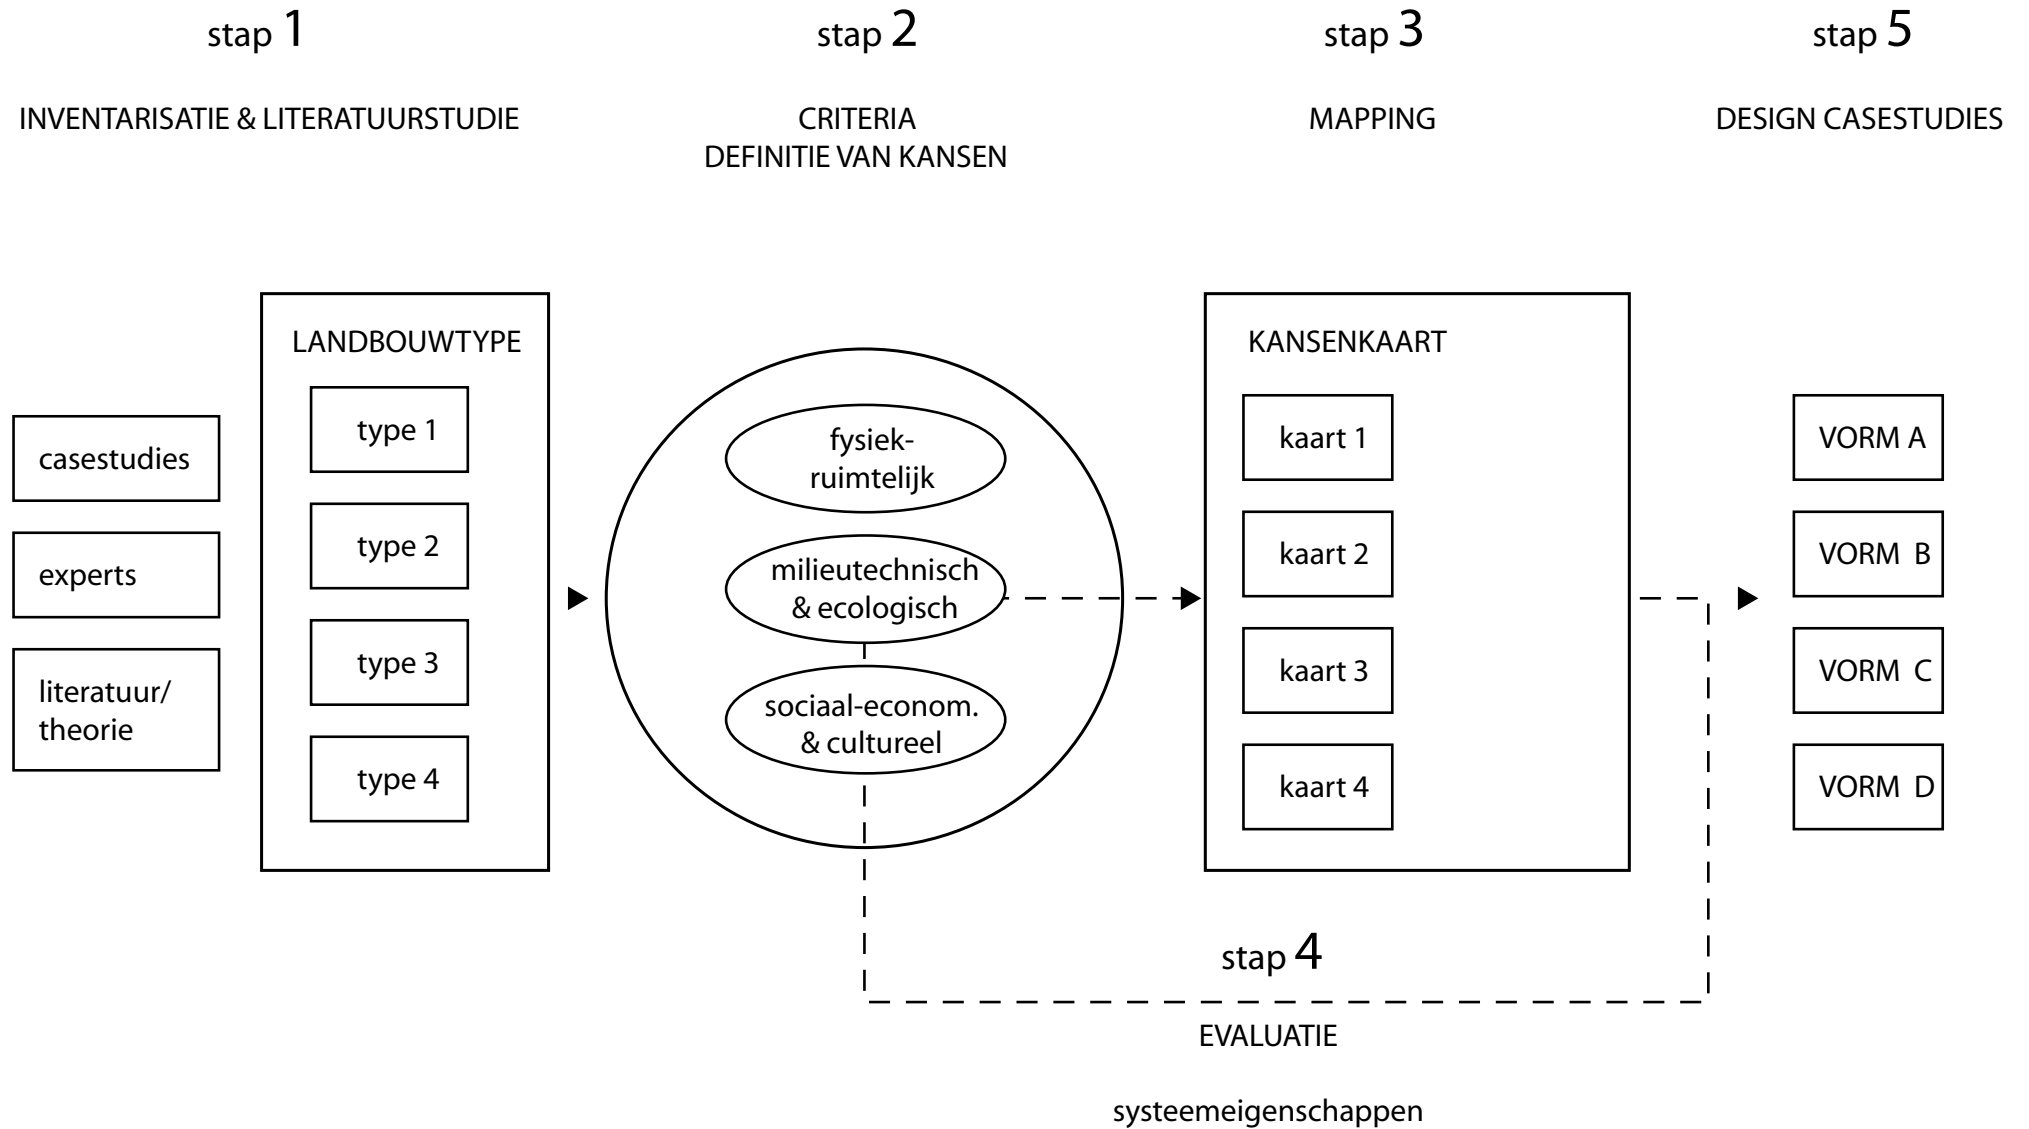 stap 1
INVENTARISATIE & LITERATUURSTUDIE
stap 2
CRITERIA
DEFINITIE VAN KANSEN
stap 3
MAPPING
stap 5
DESIGN CASESTUDIES
casestudies
experts
literatuur/
theorie
LANDBOUWTYPE
type 1
type 2
type 3
type 4
fysiek-
ruimtelijk
milieutechnisch
& ecologisch
sociaal-econom.
& cultureel
KANSENKAART
kaart 1
kaart 2
kaart 3
kaart 4
VORM A
VORM B
VORM C
VORM D
stap 4
EVALUATIE
systeemeigenschappen